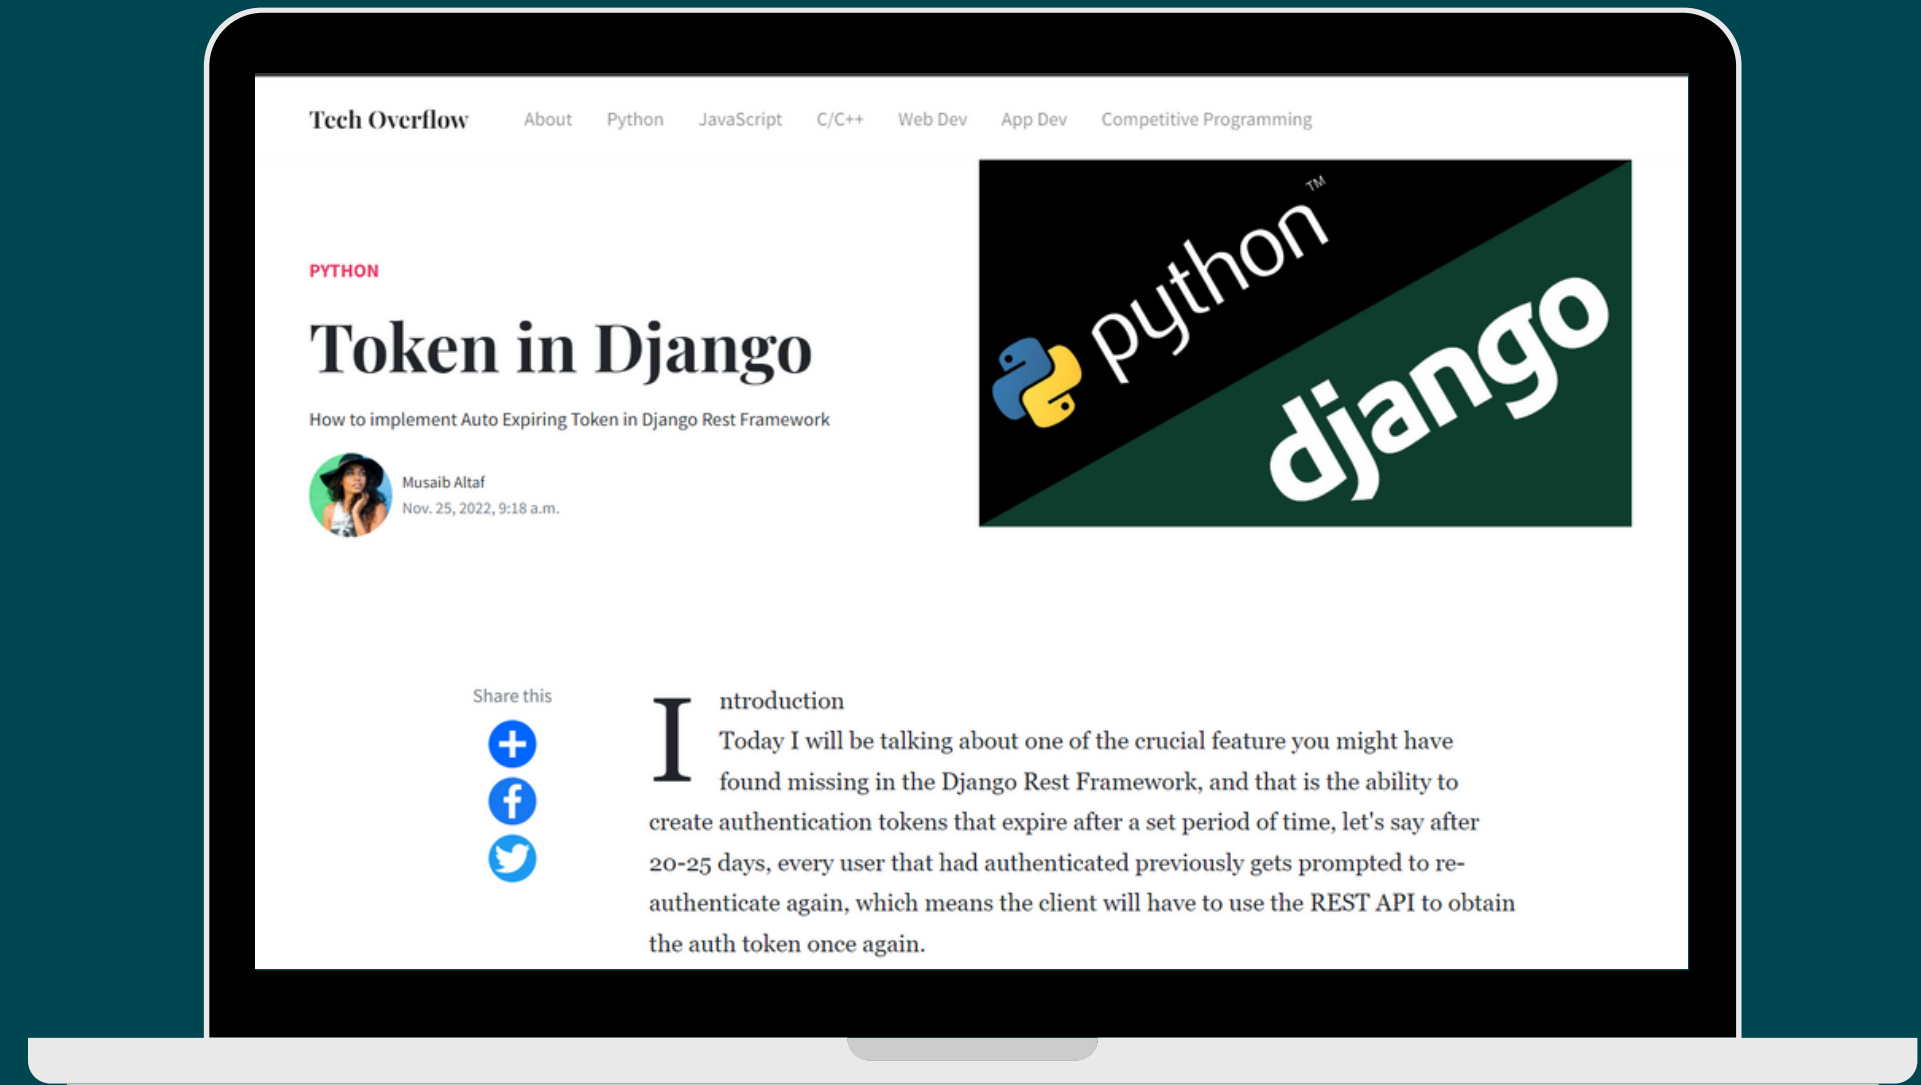 Tech Overflow About Python JavaScript C/C++ Web Dev App Dev Competitive Programming
PYTHON
Token in Django
How to implement Auto Expiring Token in Django Rest Framework
Musaib Altaf
Nov. 25, 2022, 9:18 a.m.
python™
django
Share this
Introduction
Today I will be talking about one of the crucial feature you might have
found missing in the Django Rest Framework, and that is the ability to
create authentication tokens that expire after a set period of time, let's say after
20-25 days, every user that had authenticated previously gets prompted to re-
authenticate again, which means the client will have to use the REST API to obtain
the auth token once again.